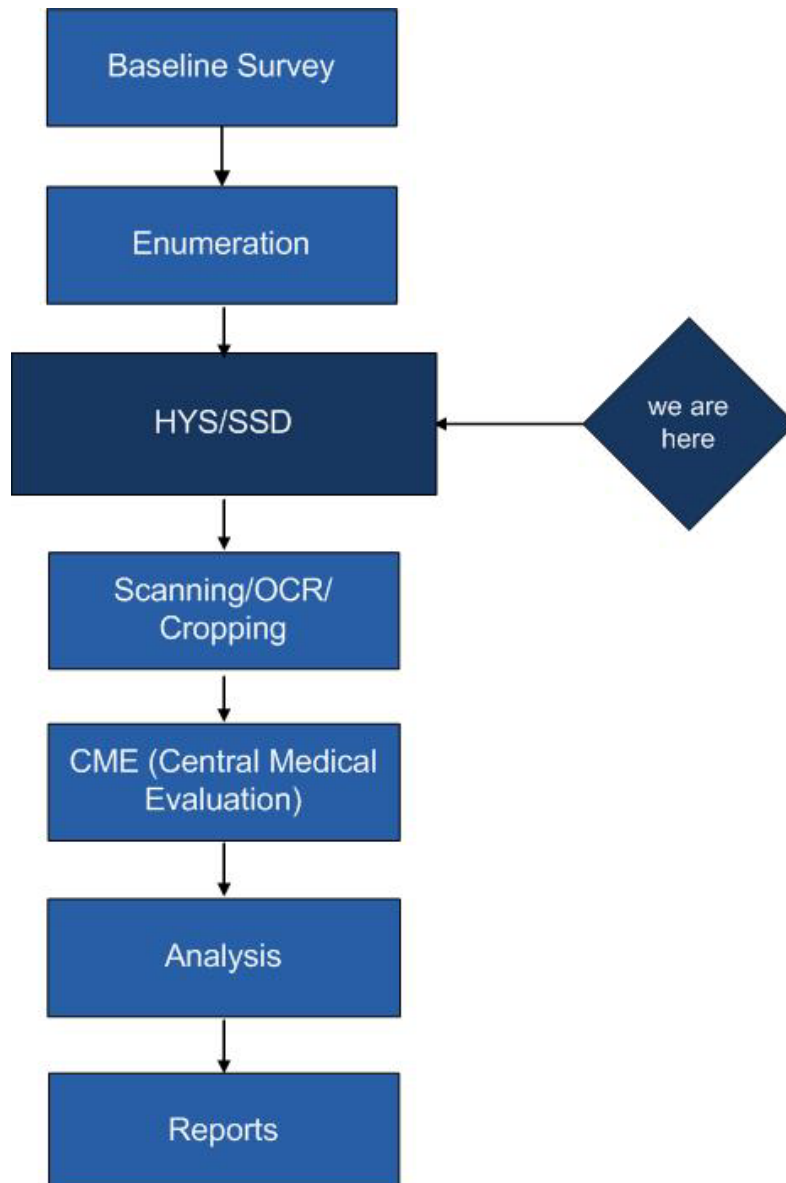 Baseline Survey
Enumeration
HYS/SSD
we are
here
Scanning/OCR/
Cropping
CME (Central Medical
Evaluation)
Analysis
Reports